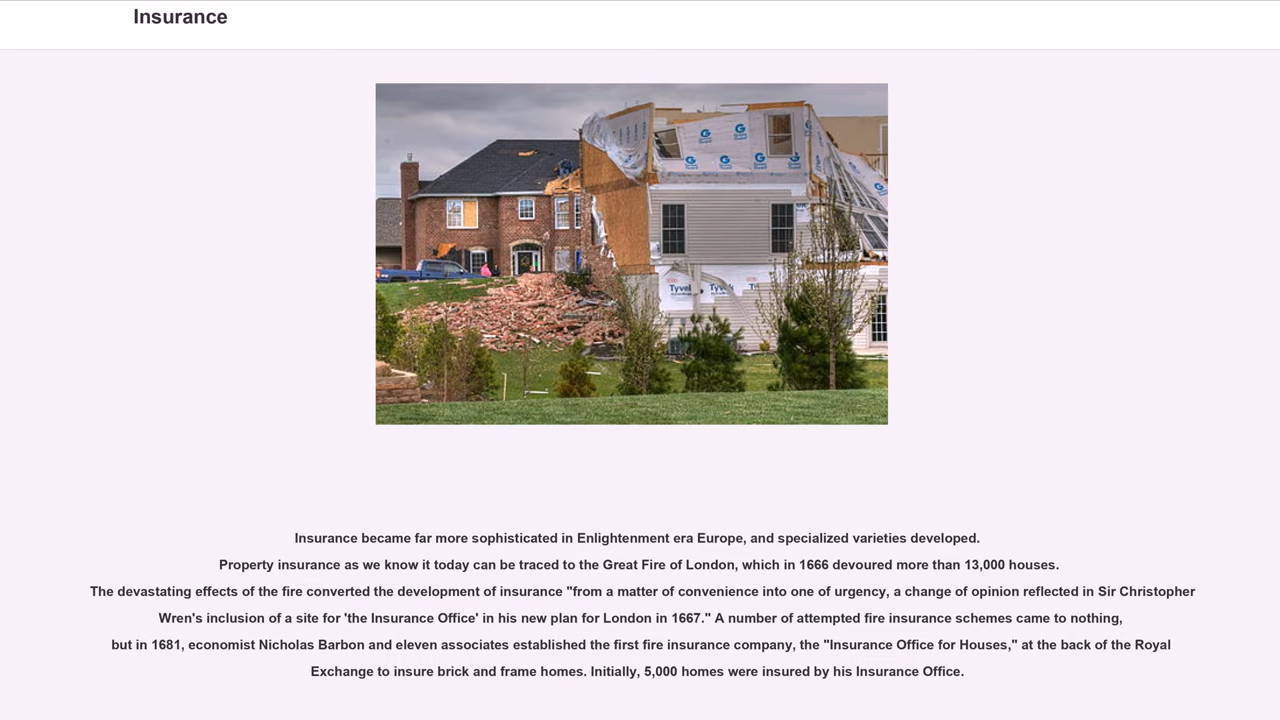 Insurance
Tyvek
Tyvek
Insurance became far more sophisticated in Enlightenment era Europe, and specialized varieties developed.
Property insurance as we know it today can be traced to the Great Fire of London, which in 1666 devoured more than 13,000 houses.
The devastating effects of the fire converted the development of insurance "from a matter of convenience into one of urgency, a change of opinion reflected in Sir Christopher
Wren's inclusion of a site for 'the Insurance Office' in his new plan for London in 1667." A number of attempted fire insurance schemes came to nothing,
but in 1681, economist Nicholas Barbon and eleven associates established the first fire insurance company, the "Insurance Office for Houses," at the back of the Royal
Exchange to insure brick and frame homes. Initially, 5,000 homes were insured by his Insurance Office.